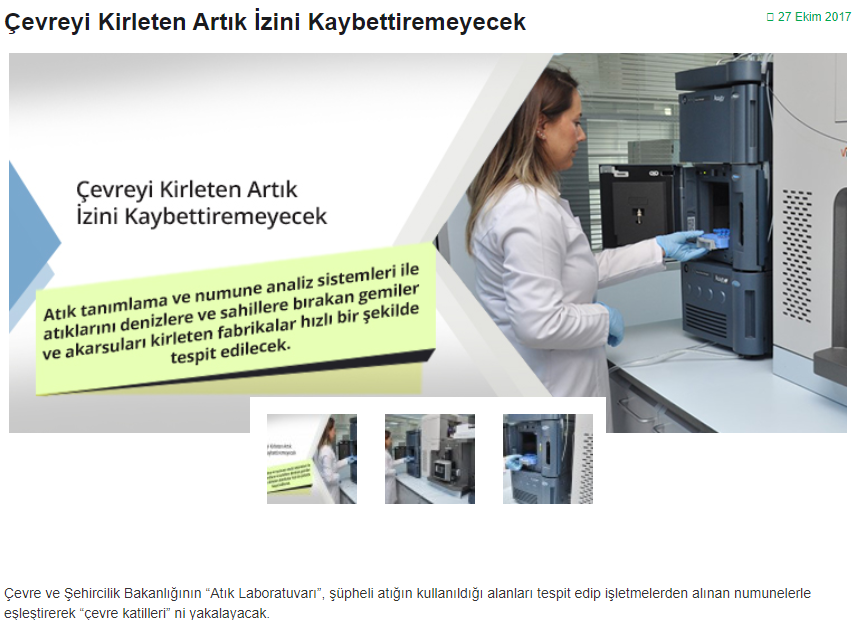 Çevreyi Kirleten Artık İzini Kaybettiremeyecek
27 Ekim 2017
Çevreyi Kirleten Artık
İzini Kaybettiremeyecek
Atık tanımlama ve numune analiz sistemleri ile
atıklarını denizlere ve sahillere bırakan gemiler
ve akarsuları kirleten fabrikalar hızlı bir şekilde
tespit edilecek.
Çevre ve Şehircilik Bakanlığının “Atık Laboratuvarı”, şüpheli atığın kullanıldığı alanları tespit edip işletmelerden alınan numunelerle
eşleştirerek “çevre katilleri” ni yakalayacak.